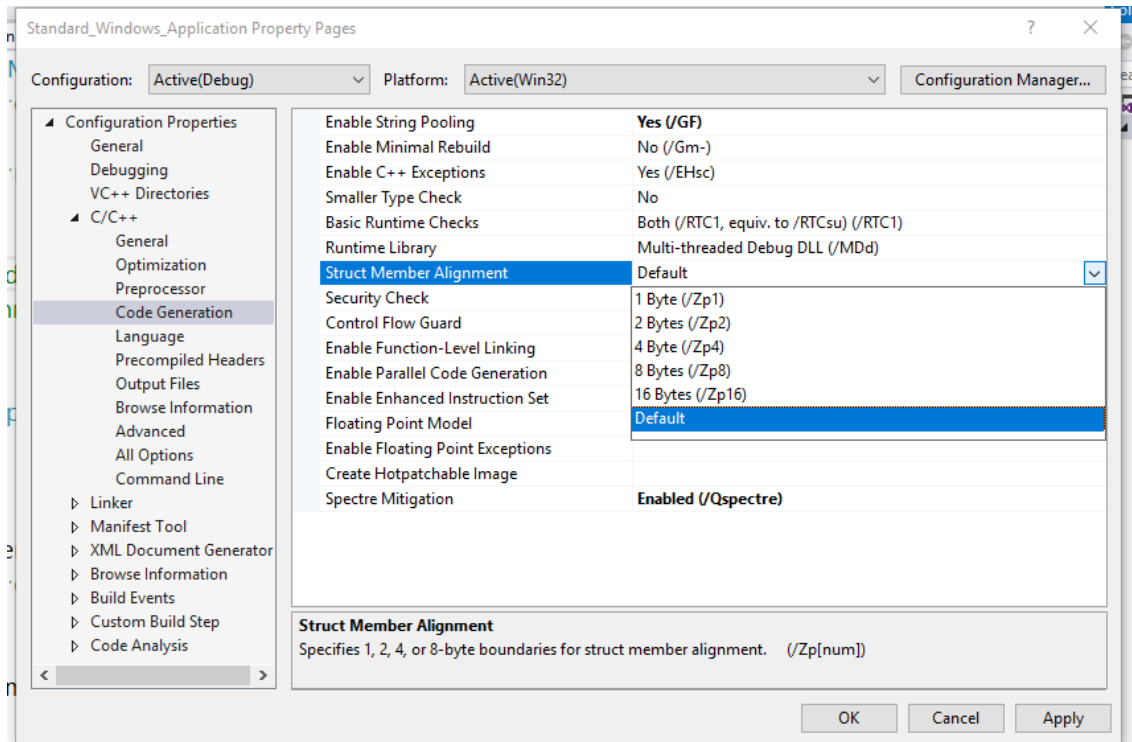 Standard_Windows_Application Property Pages
? ×
Configuration: Active(Debug) Platform: Active(Win32) Configuration Manager...
Configuration Properties
General
Debugging
VC++ Directories
C/C++
General
Optimization
Preprocessor
Code Generation
Language
Precompiled Headers
Output Files
Browse Information
Advanced
All Options
Command Line
Linker
Manifest Tool
XML Document Generator
Browse Information
Build Events
Custom Build Step
Code Analysis
Enable String Pooling Yes (/GF)
Enable Minimal Rebuild No (/Gm-)
Enable C++ Exceptions Yes (/EHsc)
Smaller Type Check No
Basic Runtime Checks Both (/RTC1, equiv. to /RTCsu) (/RTC1)
Runtime Library Multi-threaded Debug DLL (/MDd)
Struct Member Alignment Default
Security Check
Control Flow Guard
Enable Function-Level Linking
Enable Parallel Code Generation
Enable Enhanced Instruction Set
Floating Point Model
Enable Floating Point Exceptions
Create Hotpatchable Image
Spectre Mitigation Enabled (/Qspectre)
1 Byte (/Zp1)
2 Bytes (/Zp2)
4 Byte (/Zp4)
8 Bytes (/Zp8)
16 Bytes (/Zp16)
Default
Struct Member Alignment
Specifies 1, 2, 4, or 8-byte boundaries for struct member alignment. (/Zp[num])
OK Cancel Apply